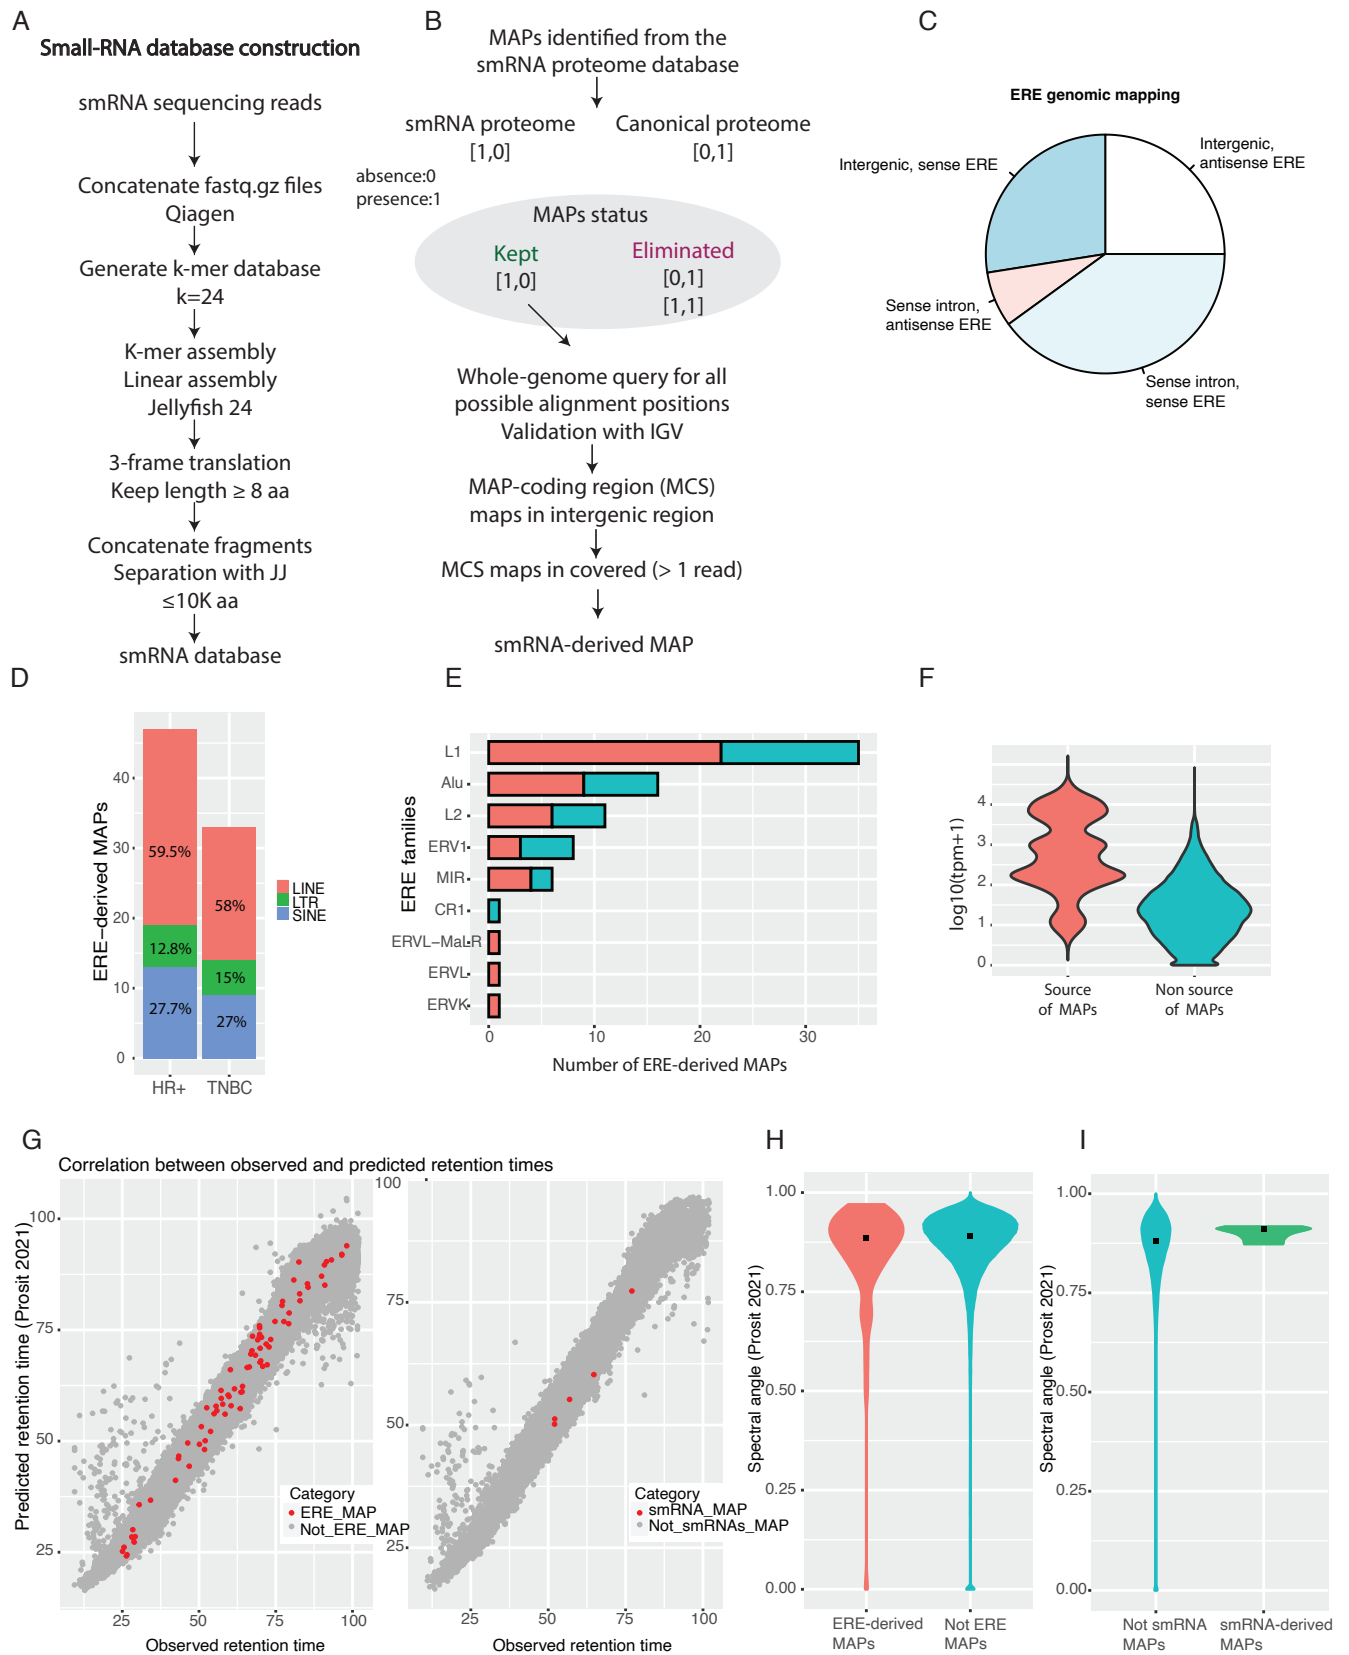 A
Small-RNA database construction
smRNA sequencing reads
Concatenate fastq.gz files
Qiagen
Generate k-mer database
k=24
K-mer assembly
Linear assembly
Jellyfish 24
3-frame translation
Keep length ≥ 8 aa
Concatenate fragments
Separation with JJ
≤10K aa
smRNA database
B
MAPs identified from the
smRNA proteome database
smRNA proteome
[1,0]
Canonical proteome
[0,1]
absence:0
presence:1
MAPs status
Kept
[1,0]
Eliminated
[0,1]
[1,1]
Whole-genome query for all
possible alignment positions
Validation with IGV
MAP-coding region (MCS)
maps in intergenic region
MCS maps in covered (> 1 read)
smRNA-derived MAP
C
ERE genomic mapping
Intergenic, sense ERE
Intergenic,
antisense ERE
Sense intron,
antisense ERE
Sense intron,
sense ERE
D
ERE−derived MAPs
40
30
20
10
0
59.5%
12.8%
27.7%
58%
15%
27%
HR+
TNBC
LINE
LTR
SINE
E
ERE families
L1
Alu
L2
ERV1
MIR
CR1
ERVL−MaLR
ERVL
ERVK
0
10
20
30
Number of ERE-derived MAPs
F
log10(tpm+1)
4
3
2
1
0
Source
of MAPs
Non source
of MAPs
G
Correlation between observed and predicted retention times
Predicted retention time (Prosit 2021)
100
75
50
25
25
50
75
100
Observed retention time
Category
ERE_MAP
Not_ERE_MAP
100
75
50
25
25
50
75
100
Observed retention time
Category
smRNA_MAP
Not_smRNAs_MAP
H
Spectral angle (Prosit 2021)
1.00
0.75
0.50
0.25
0.00
ERE-derived
MAPs
Not ERE
MAPs
I
Spectral angle (Prosit 2021)
1.00
0.75
0.50
0.25
0.00
Not smRNA
MAPs
smRNA-derived
MAPs